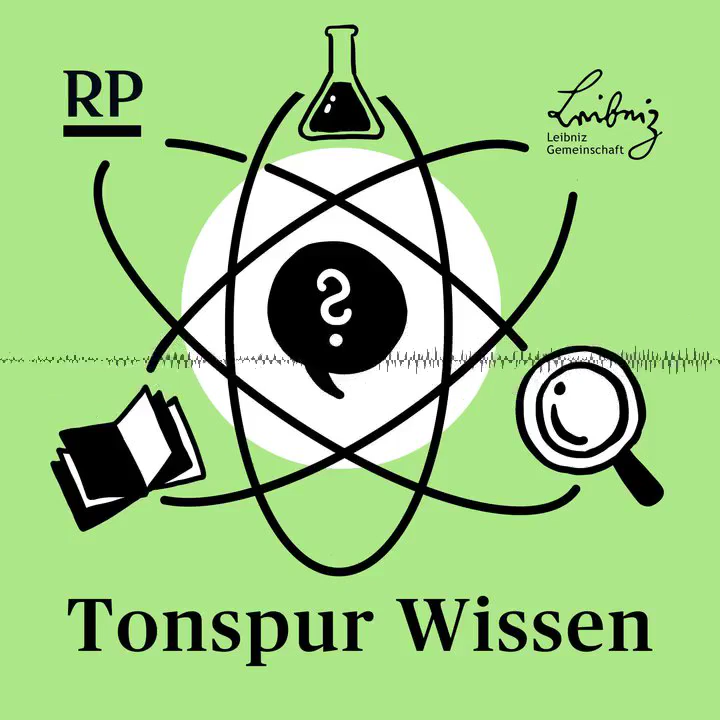 RP
Leibniz
Leibniz
Gemeinschaft
?
Tonspur Wissen